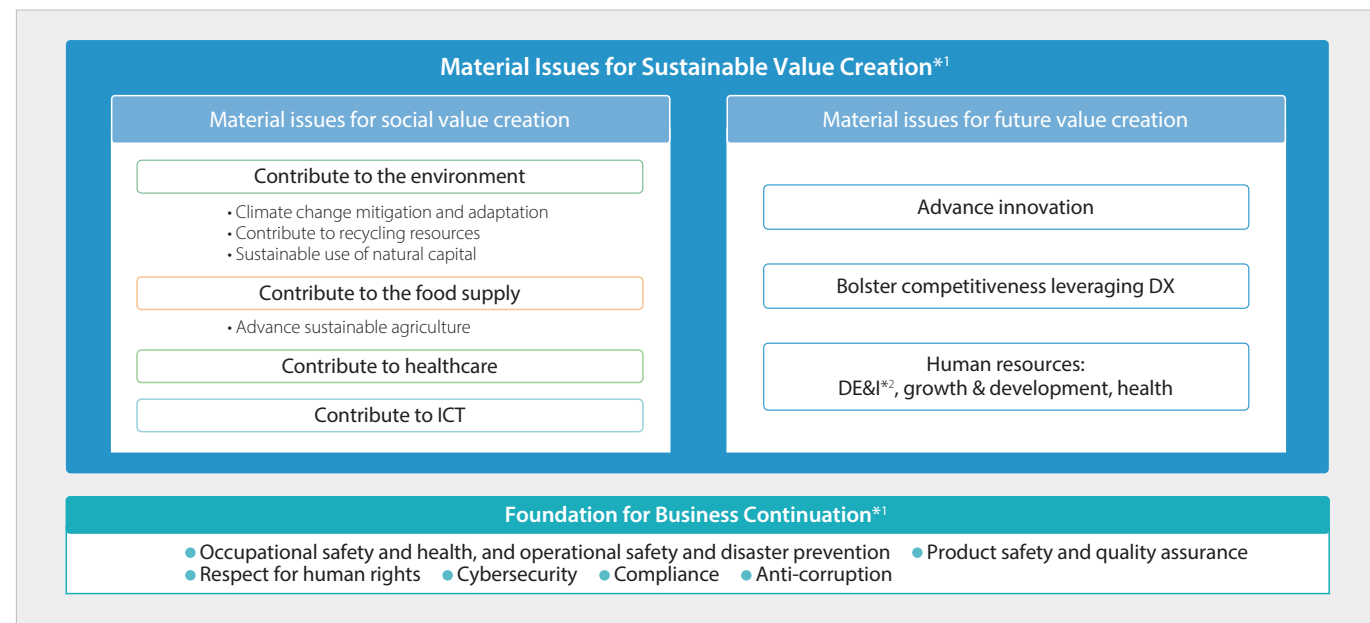 Material Issues for Sustainable Value Creation*1
Material issues for social value creation
Contribute to the environment
• Climate change mitigation and adaptation
• Contribute to recycling resources
• Sustainable use of natural capital
Contribute to the food supply
• Advance sustainable agriculture
Contribute to healthcare
Contribute to ICT
Material issues for future value creation
Advance innovation
Bolster competitiveness leveraging DX
Human resources:
DE&I*2, growth & development, health
Foundation for Business Continuation*1
● Occupational safety and health, and operational safety and disaster prevention ● Product safety and quality assurance
● Respect for human rights ● Cybersecurity ● Compliance ● Anti-corruption